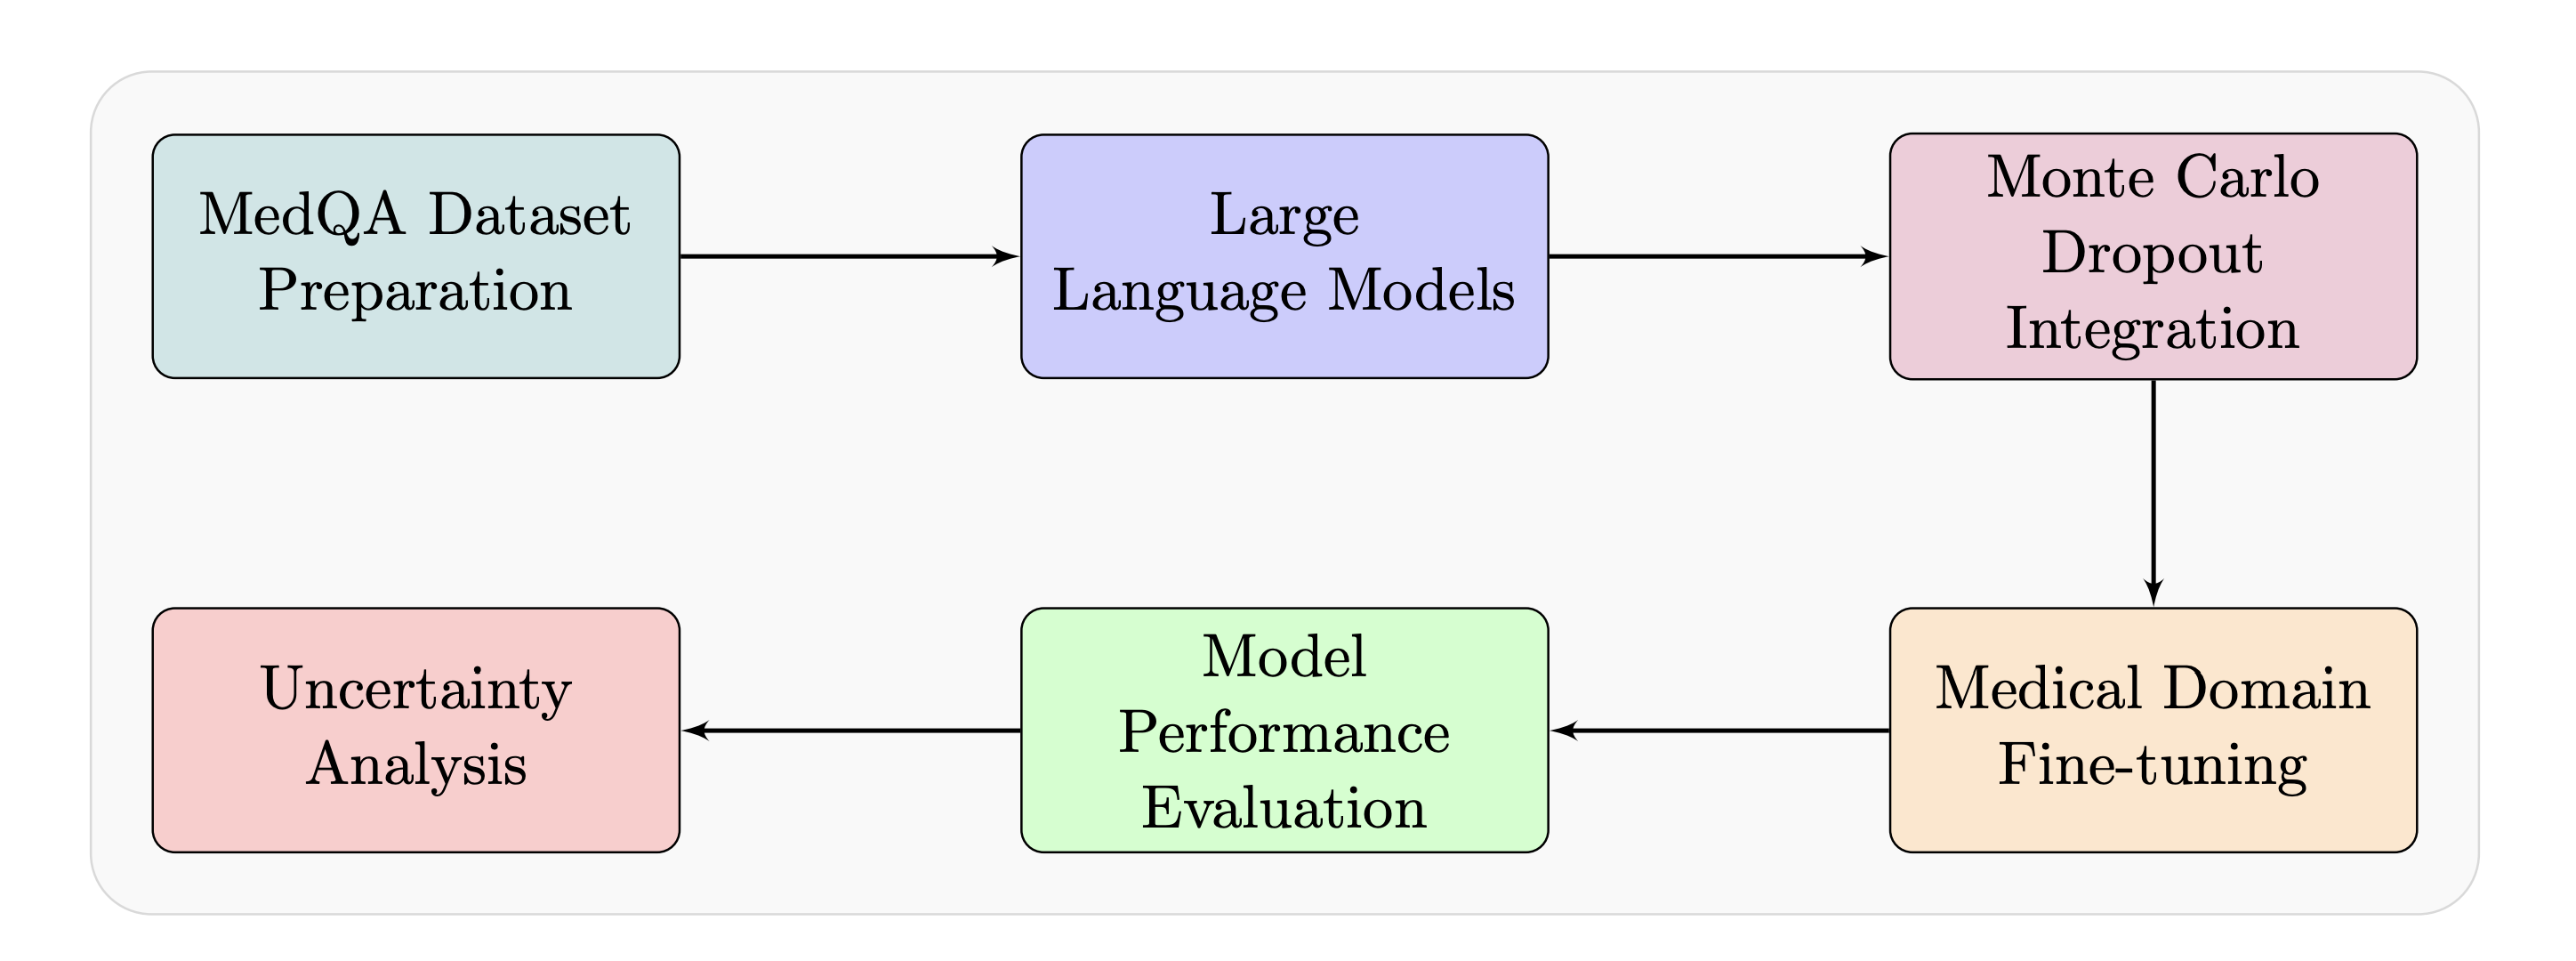 MedQA Dataset
Preparation
Large
Language Models
Monte Carlo
Dropout
Integration
Uncertainty
Analysis
Model
Performance
Evaluation
Medical Domain
Fine-tuning